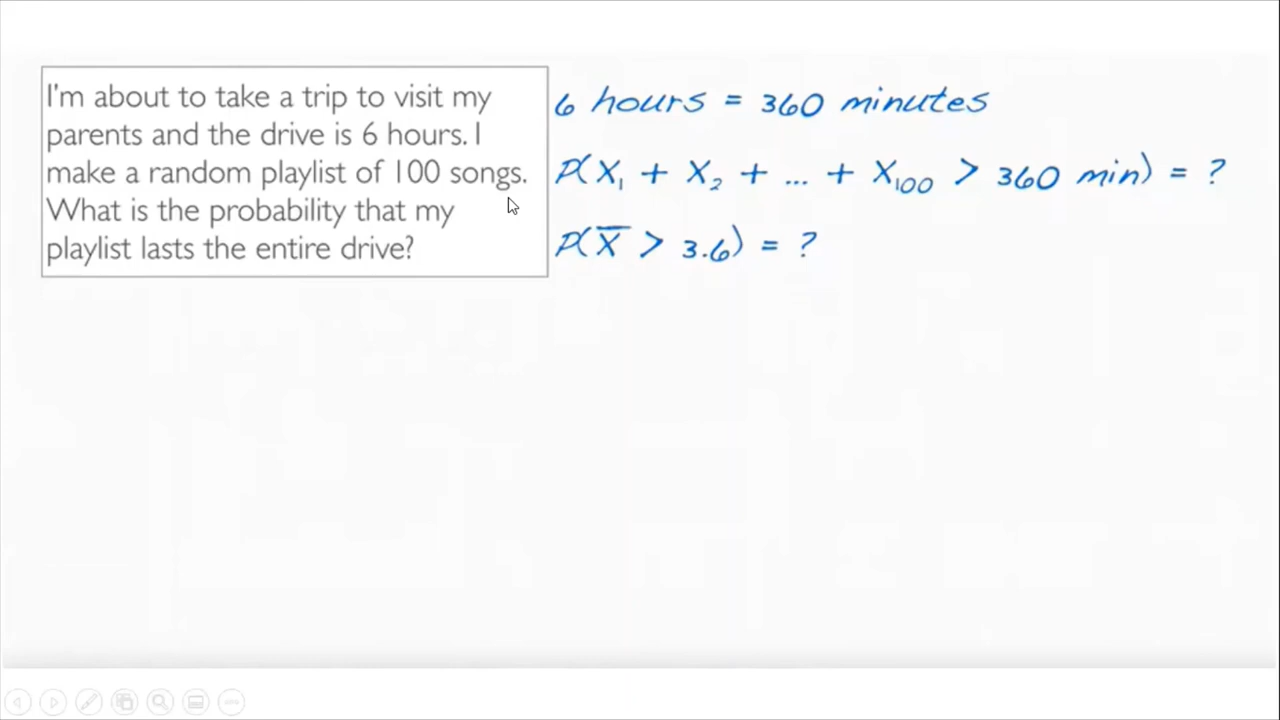 I'm about to take a trip to visit my
parents and the drive is 6 hours. I
make a random playlist of 100 songs.
What is the probability that my
playlist lasts the entire drive?
6 hours = 360 minutes
P(X₁ + X₂ + ... + X₁₀₀ > 360 min) = ?
P(X̅ > 3.6) = ?